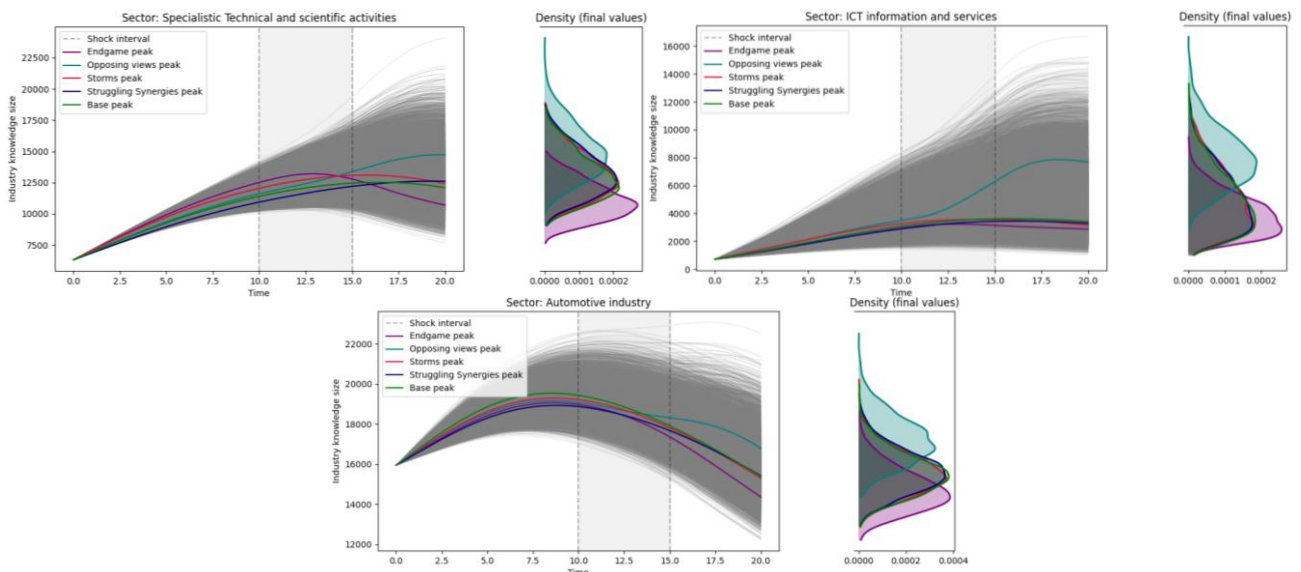 Sector: Specialistic Technical and scientific activities
Industry knowledge size
22500
20000
17500
15000
12500
10000
7500
Shock interval
Endgame peak
Opposing views peak
Storms peak
Struggling Synergies peak
Base peak
0.0 2.5 5.0 7.5 10.0 12.5 15.0 17.5 20.0
Time
Density (final values)
0.0000 0.0001 0.0002
Sector: ICT information and services
Industry knowledge size
16000
14000
12000
10000
8000
6000
4000
2000
0
Shock interval
Endgame peak
Opposing views peak
Storms peak
Struggling Synergies peak
Base peak
0.0 2.5 5.0 7.5 10.0 12.5 15.0 17.5 20.0
Time
Density (final values)
0.0000 0.0001 0.0002
Sector: Automotive industry
Industry knowledge size
22000
20000
18000
16000
14000
12000
Shock interval
Endgame peak
Opposing views peak
Storms peak
Struggling Synergies peak
Base peak
0.0 2.5 5.0 7.5 10.0 12.5 15.0 17.5 20.0
Time
Density (final values)
0.0000 0.0002 0.0004